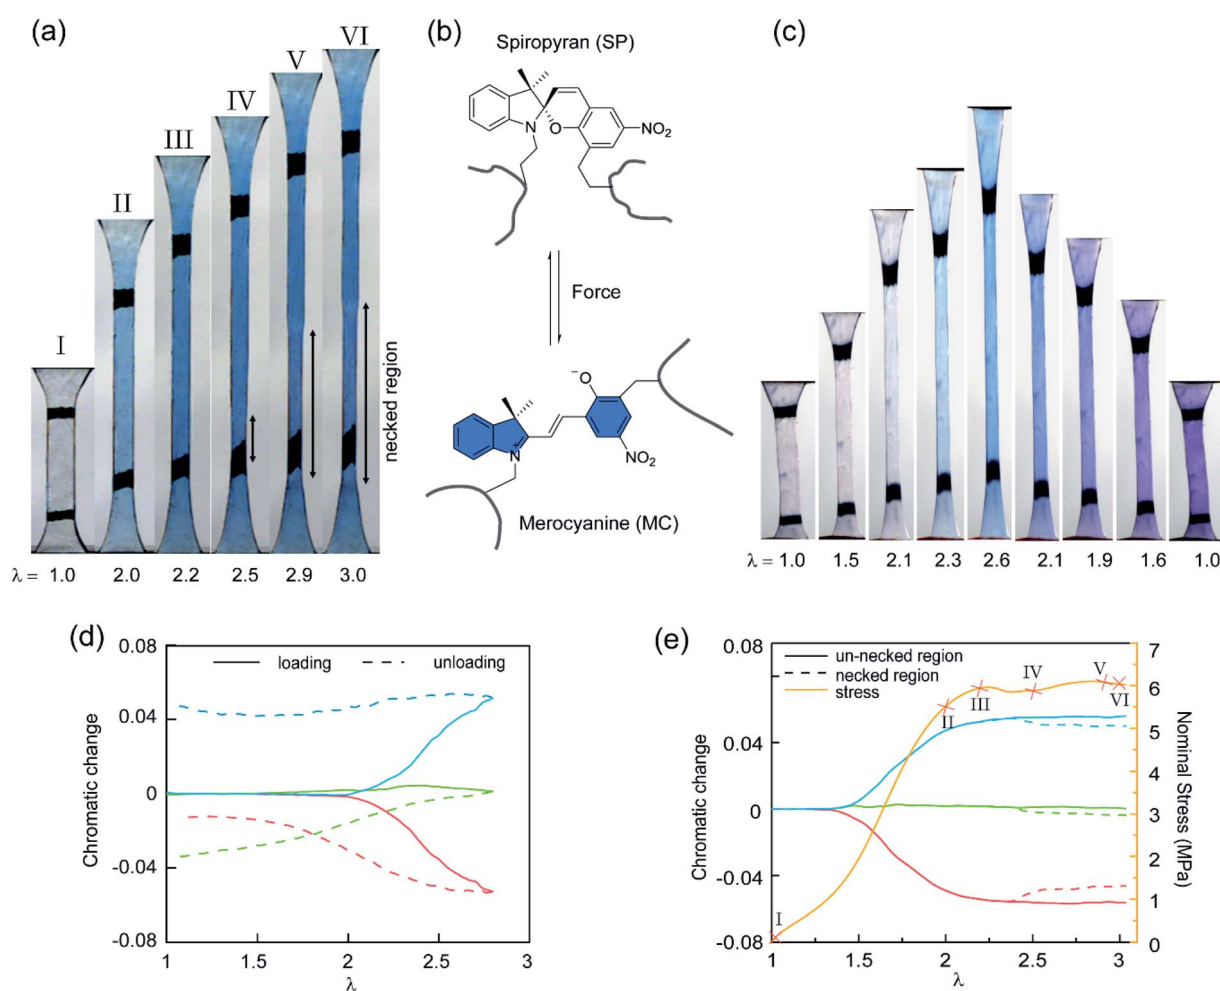 (a)
I
II
III
IV
V
VI
necked region
λ = 1.0 2.0 2.2 2.5 2.9 3.0
(b)
Spiropyran (SP)
N
O
NO₂
Force
⁻O
N
+
NO₂
Merocyanine (MC)
(c)
λ = 1.0 1.5 2.1 2.3 2.6 2.1 1.9 1.6 1.0
(d)
loading
unloading
Chromatic change
0.08
0.04
0
-0.04
-0.08
1 1.5 2 2.5 3
λ
(e)
un-necked region
necked region
stress
Chromatic change
0.08
0.04
0
-0.04
-0.08
I
II
III
IV
V
VI
7
6
5
4
3
2
1
0
Nominal Stress (MPa)
1 1.5 2 2.5 3
λ